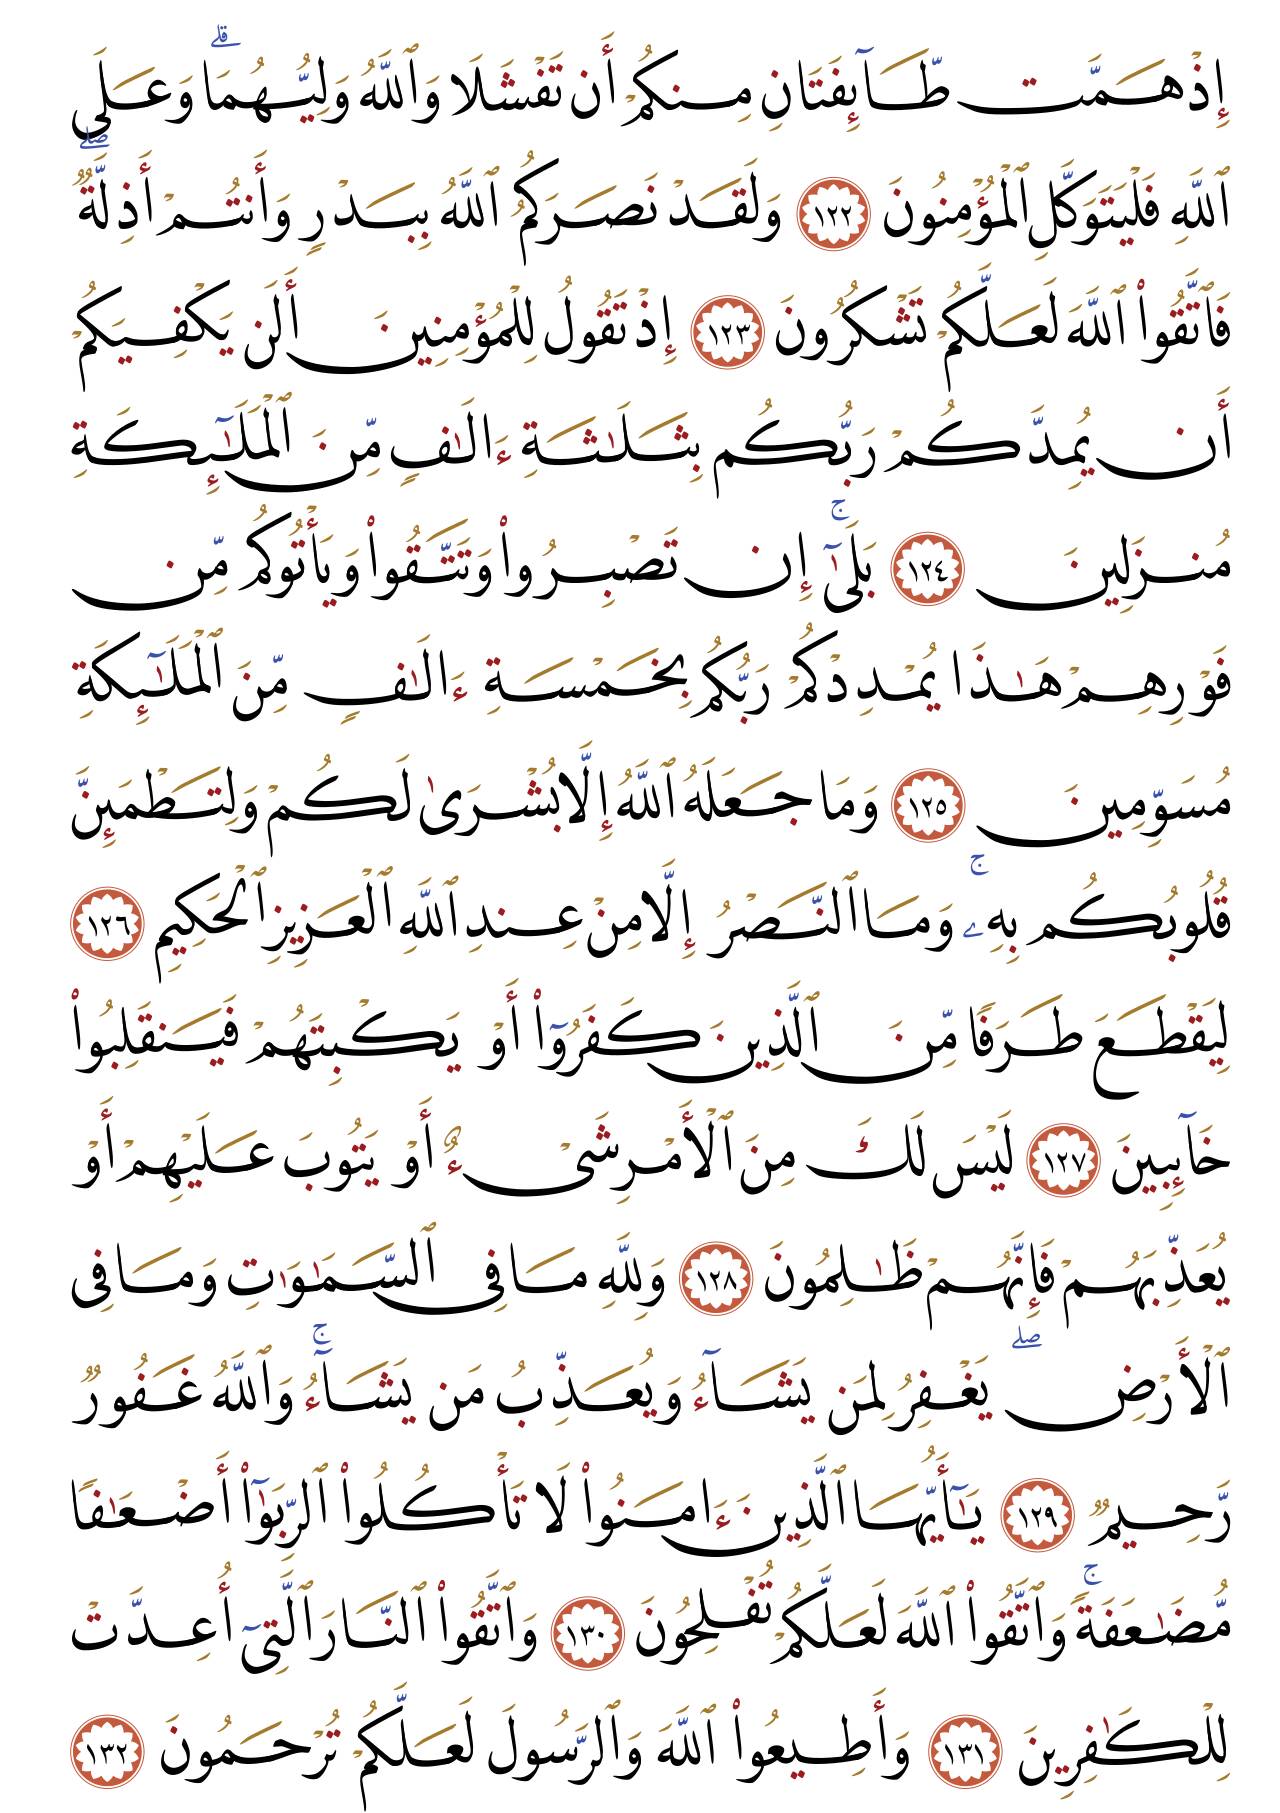 إِذْ هَمَّت طَّآئِفَتَانِ مِنكُمْ أَن تَفْشَلَا وَٱللَّهُ وَلِيُّهُمَا ۗ وَعَلَى
ٱللَّهِ فَلْيَتَوَكَّلِ ٱلْمُؤْمِنُونَ ١٢٢ وَلَقَدْ نَصَرَكُمُ ٱللَّهُ بِبَدْرٍ وَأَنتُمْ أَذِلَّةٌ ۖ
فَٱتَّقُوا۟ ٱللَّهَ لَعَلَّكُمْ تَشْكُرُونَ ١٢٣ إِذْ تَقُولُ لِلْمُؤْمِنِينَ أَلَن يَكْفِيَكُمْ
أَن يُمِدَّكُمْ رَبُّكُم بِثَلَـٰثَةِ ءَالَـٰفٍ مِّنَ ٱلْمَلَـٰٓئِكَةِ
مُنزَلِينَ ١٢٤ بَلَىٰٓ ۚ إِن تَصْبِرُوا۟ وَتَتَّقُوا۟ وَيَأْتُوكُم مِّن
فَوْرِهِمْ هَـٰذَا يُمْدِدْكُمْ رَبُّكُم بِخَمْسَةِ ءَالَـٰفٍ مِّنَ ٱلْمَلَـٰٓئِكَةِ
مُسَوِّمِينَ ١٢٥ وَمَا جَعَلَهُ ٱللَّهُ إِلَّا بُشْرَىٰ لَكُمْ وَلِتَطْمَئِنَّ
قُلُوبُكُم بِهِۦ ۚ وَمَا ٱلنَّصْرُ إِلَّا مِنْ عِندِ ٱللَّهِ ٱلْعَزِيزِ ٱلْحَكِيمِ ١٢٦
لِيَقْطَعَ طَرَفًا مِّنَ ٱلَّذِينَ كَفَرُوٓا۟ أَوْ يَكْبِتَهُمْ فَيَنقَلِبُوا۟
خَآئِبِينَ ١٢٧ لَيْسَ لَكَ مِنَ ٱلْأَمْرِ شَىْءٌ أَوْ يَتُوبَ عَلَيْهِمْ أَوْ
يُعَذِّبَهُمْ فَإِنَّهُمْ ظَـٰلِمُونَ ١٢٨ وَلِلَّهِ مَا فِى ٱلسَّمَـٰوَٰتِ وَمَا فِى
ٱلْأَرْضِ ۖ يَغْفِرُ لِمَن يَشَآءُ وَيُعَذِّبُ مَن يَشَآءُ ۚ وَٱللَّهُ غَفُورٌ
رَّحِيمٌ ١٢٩ يَـٰٓأَيُّهَا ٱلَّذِينَ ءَامَنُوا۟ لَا تَأْكُلُوا۟ ٱلرِّبَوٰٓا۟ أَضْعَـٰفًا
مُّضَـٰعَفَةً ۚ وَٱتَّقُوا۟ ٱللَّهَ لَعَلَّكُمْ تُفْلِحُونَ ١٣٠ وَٱتَّقُوا۟ ٱلنَّارَ ٱلَّتِىٓ أُعِدَّتْ
لِلْكَـٰفِرِينَ ١٣١ وَأَطِيعُوا۟ ٱللَّهَ وَٱلرَّسُولَ لَعَلَّكُمْ تُرْحَمُونَ ١٣٢